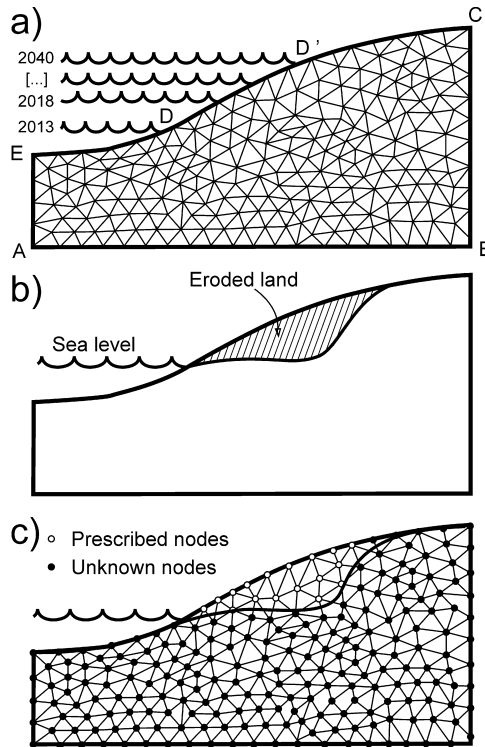 a)
C
D '
2040
[...]
2018
D
2013
E
A
B
b)
Eroded land
Sea level
c)
Prescribed nodes
Unknown nodes